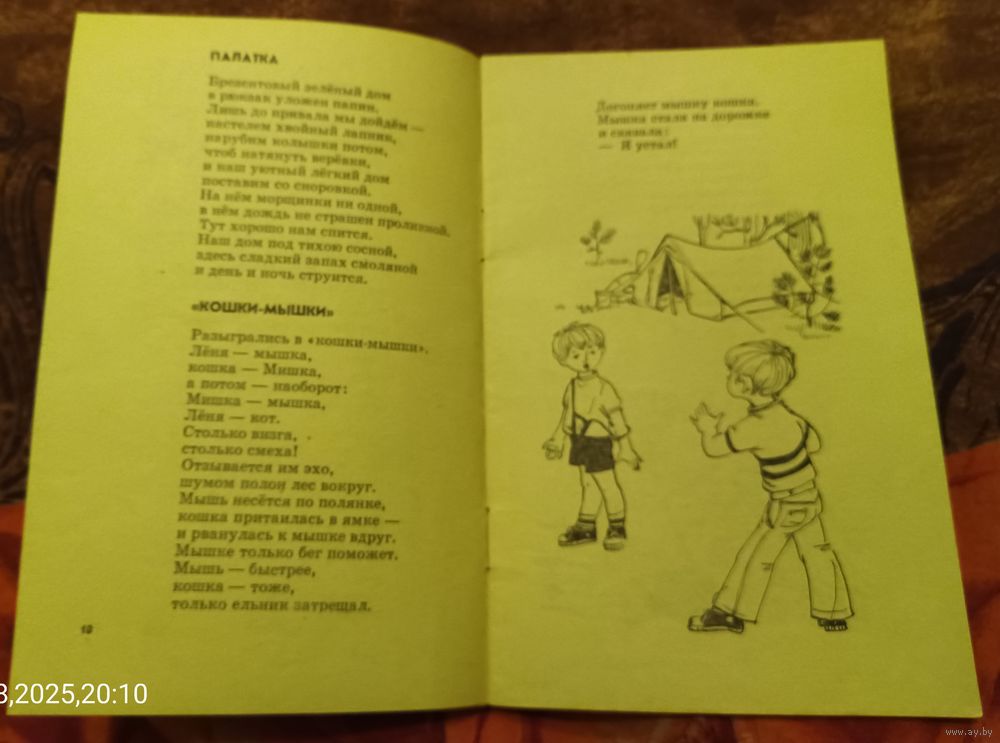 ПАЛАТКА
Брезентовый зелёный дом
в рюкзак уложен папин.
Лишь до привала мы дойдём —
настелем хвойный лапник,
нарубим колышки потом,
чтоб натянуть верёвки,
и наш уютный лёгкий дом
поставим со сноровкой.
На нём морщинки ни одной,
в нём дождь не страшен проливной.
Тут хорошо нам спится.
Наш дом под тихою сосной,
здесь сладкий запах смоляной
и день и ночь струится.
«КОШКИ-МЫШКИ»
Разыгрались в «кошки-мышки».
Лёня — мышка,
кошка — Мишка,
а потом — наоборот:
Мишка — мышка,
Лёня — кот.
Столько визга,
столько смеха!
Отзывается им эхо,
шумом полон лес вокруг.
Мышь несётся по полянке,
кошка притаилась в ямке —
и рванулась к мышке вдруг.
Мышке только бег поможет.
Мышь — быстрее,
кошка — тоже,
только ельник затрещал.
Догоняет мышку кошка.
Мышка стала на дорожке
и сказала:
— Я устал!
8,2025,20:10
www.ay.by